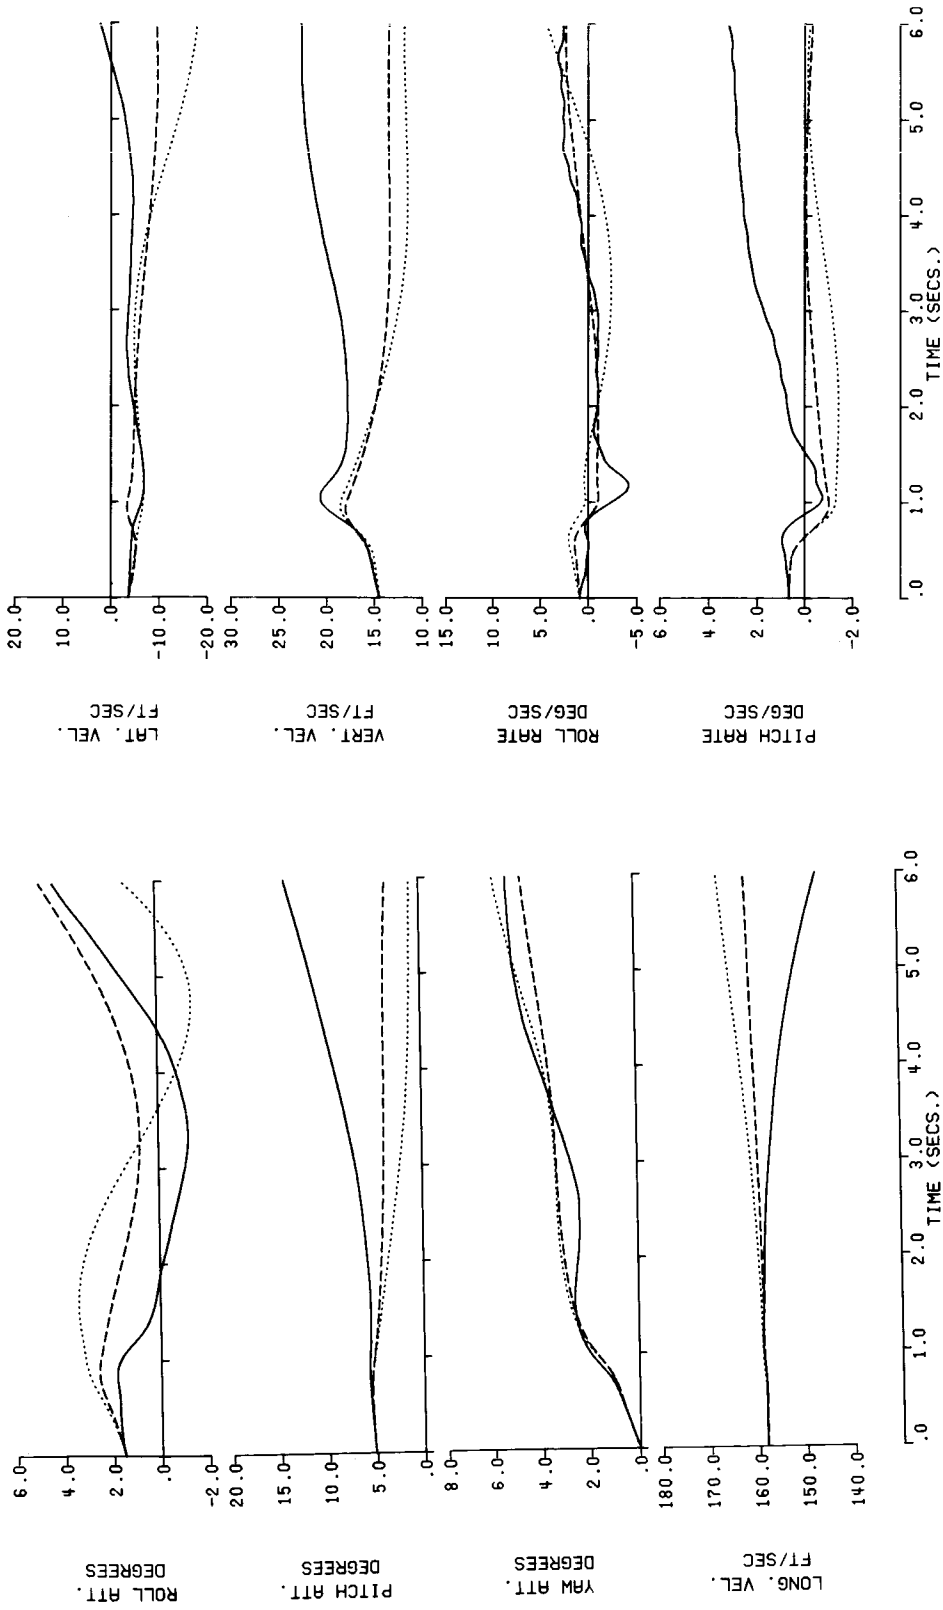 ROLL ATT.
DEGREES
6.0
4.0
2.0
.0
-2.0
PITCH ATT.
DEGREES
20.0
15.0
10.0
5.0
.0
YAW ATT.
DEGREES
8.0
6.0
4.0
2.0
.0
LONG. VEL.
FT/SEC
180.0
170.0
160.0
150.0
140.0
.0 1.0 2.0 3.0 4.0 5.0 6.0
TIME (SECS.)
LAT. VEL.
FT/SEC
20.0
10.0
.0
-10.0
-20.0
VERT. VEL.
FT/SEC
30.0
25.0
20.0
15.0
10.0
ROLL RATE
DEG/SEC
15.0
10.0
5.0
.0
-5.0
PITCH RATE
DEG/SEC
6.0
4.0
2.0
.0
-2.0
.0 1.0 2.0 3.0 4.0 5.0 6.0
TIME (SECS.)